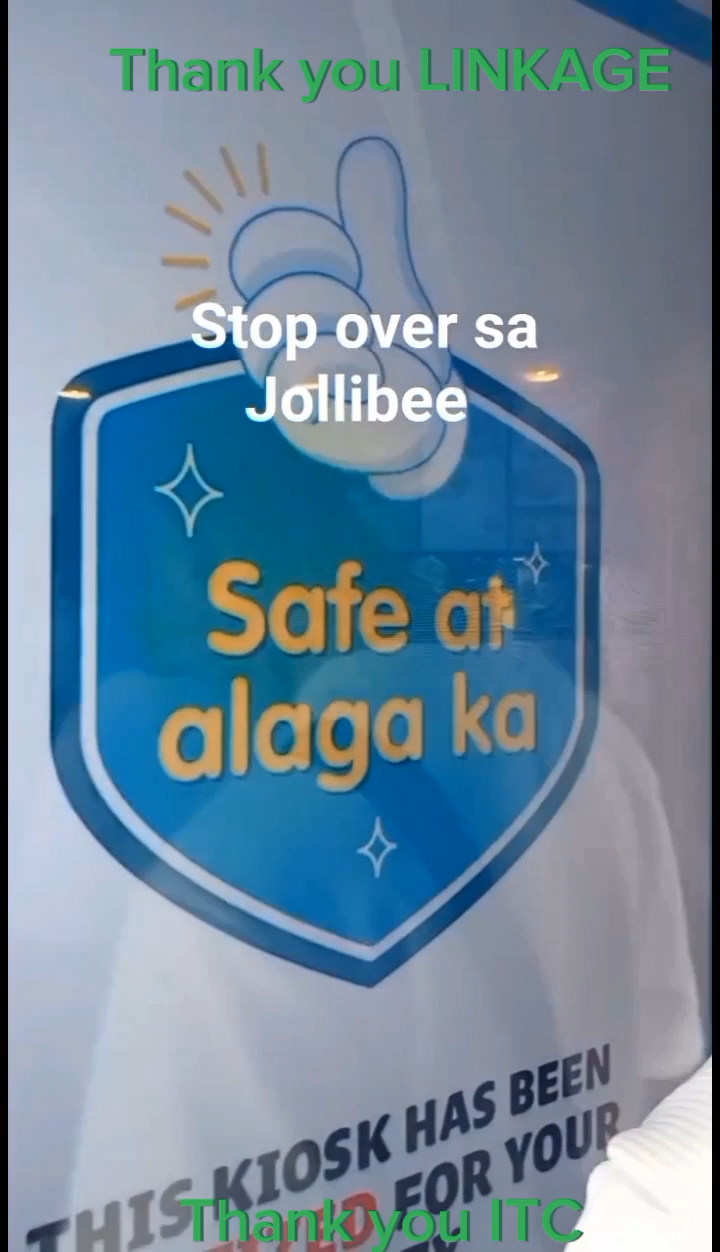 Thank you LINKAGE
Stop over sa
Jollibee
Safe at
alaga ka
THIS KIOSK HAS BEEN
FOR YOUR
Thank you ITC